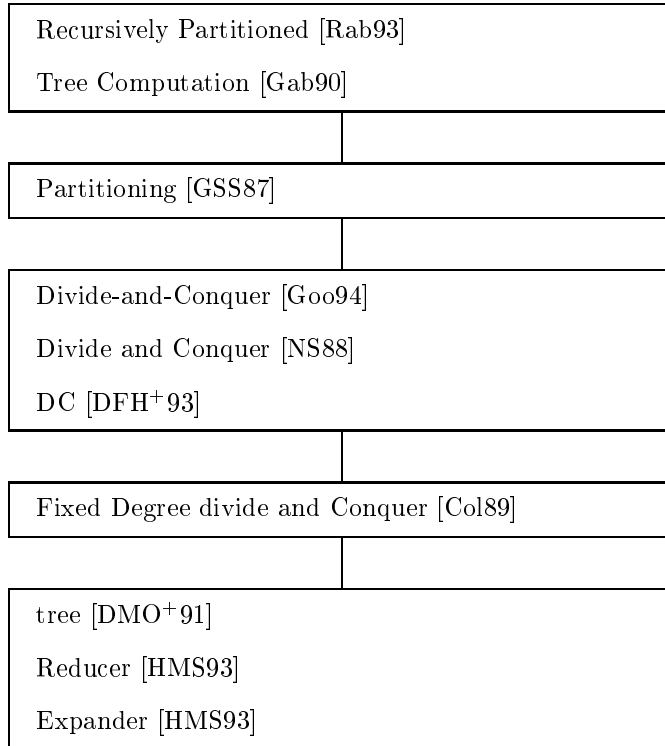 Recursively Partitioned [Rab93]
Tree Computation [Gab90]
Partitioning [GSS87]
Divide-and-Conquer [Goo94]
Divide and Conquer [NS88]
DC [DFH+93]
Fixed Degree divide and Conquer [Col89]
tree [DMO+91]
Reducer [HMS93]
Expander [HMS93]